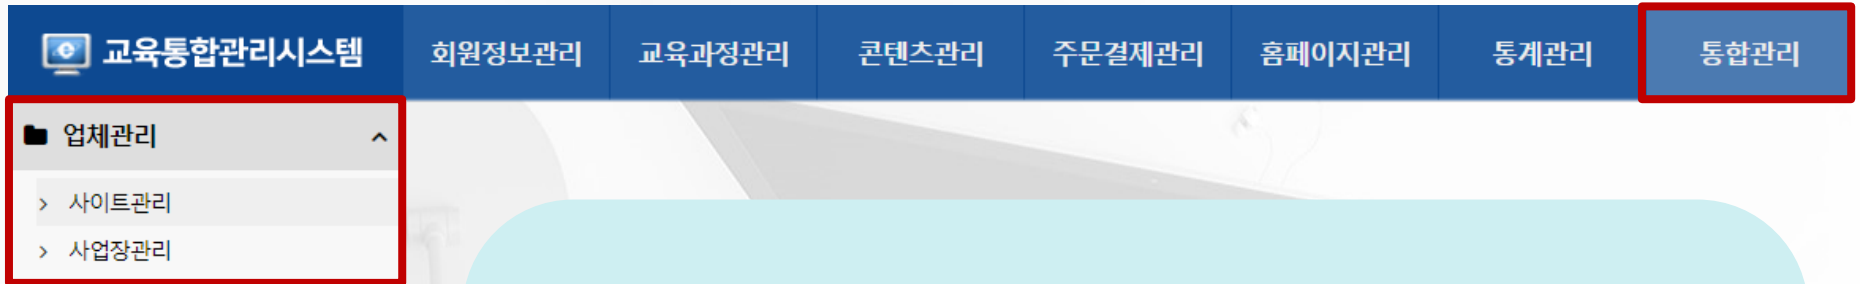 교육통합관리시스템 회원정보관리 교육과정관리 콘텐츠관리 주문결제관리 홈페이지관리 통계관리 통합관리
업체관리
사이트관리
사업장관리